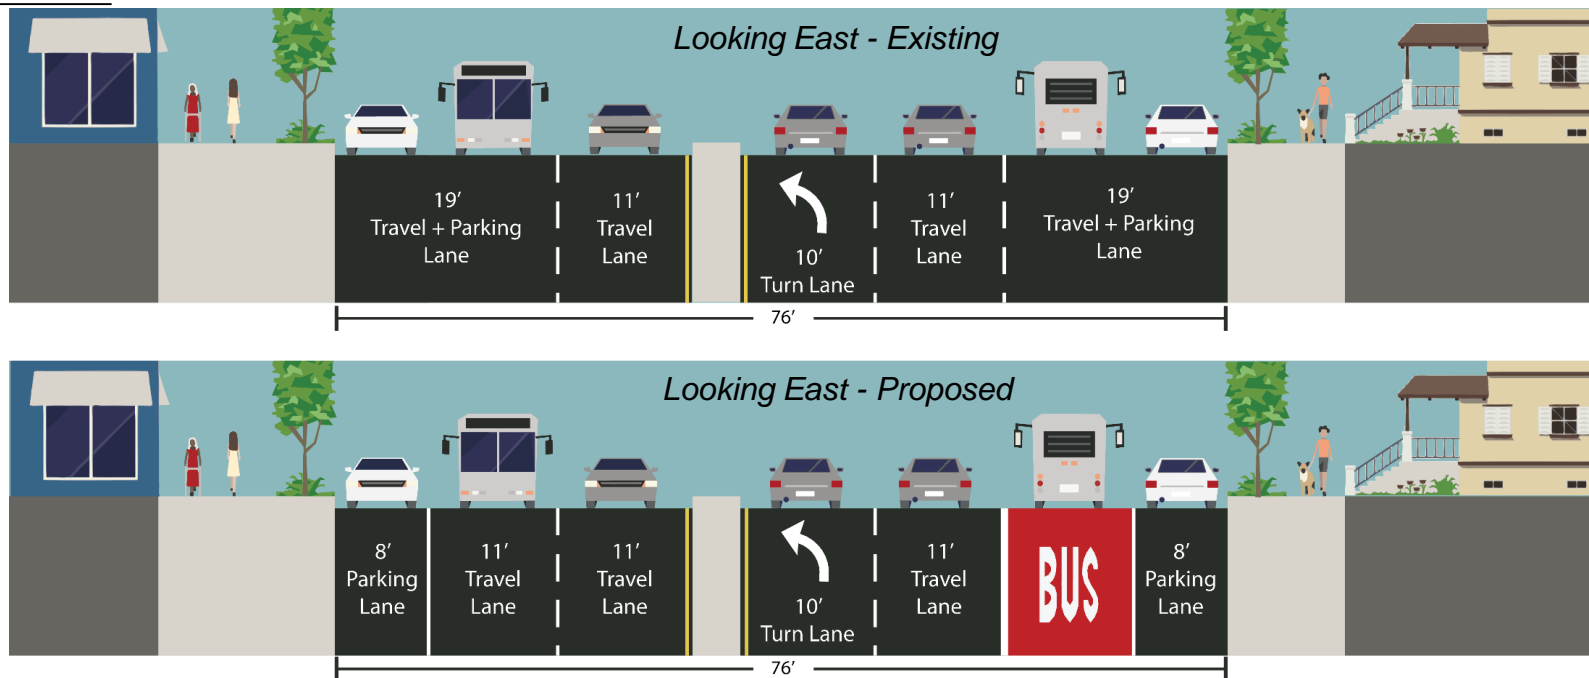 Looking East - Existing
19’
Travel + Parking
Lane
11’
Travel
Lane
10’
Turn Lane
11’
Travel
Lane
19’
Travel + Parking
Lane
76’
Looking East - Proposed
8’
Parking
Lane
11’
Travel
Lane
11’
Travel
Lane
10’
Turn Lane
11’
Travel
Lane
BUS
8’
Parking
Lane
76’